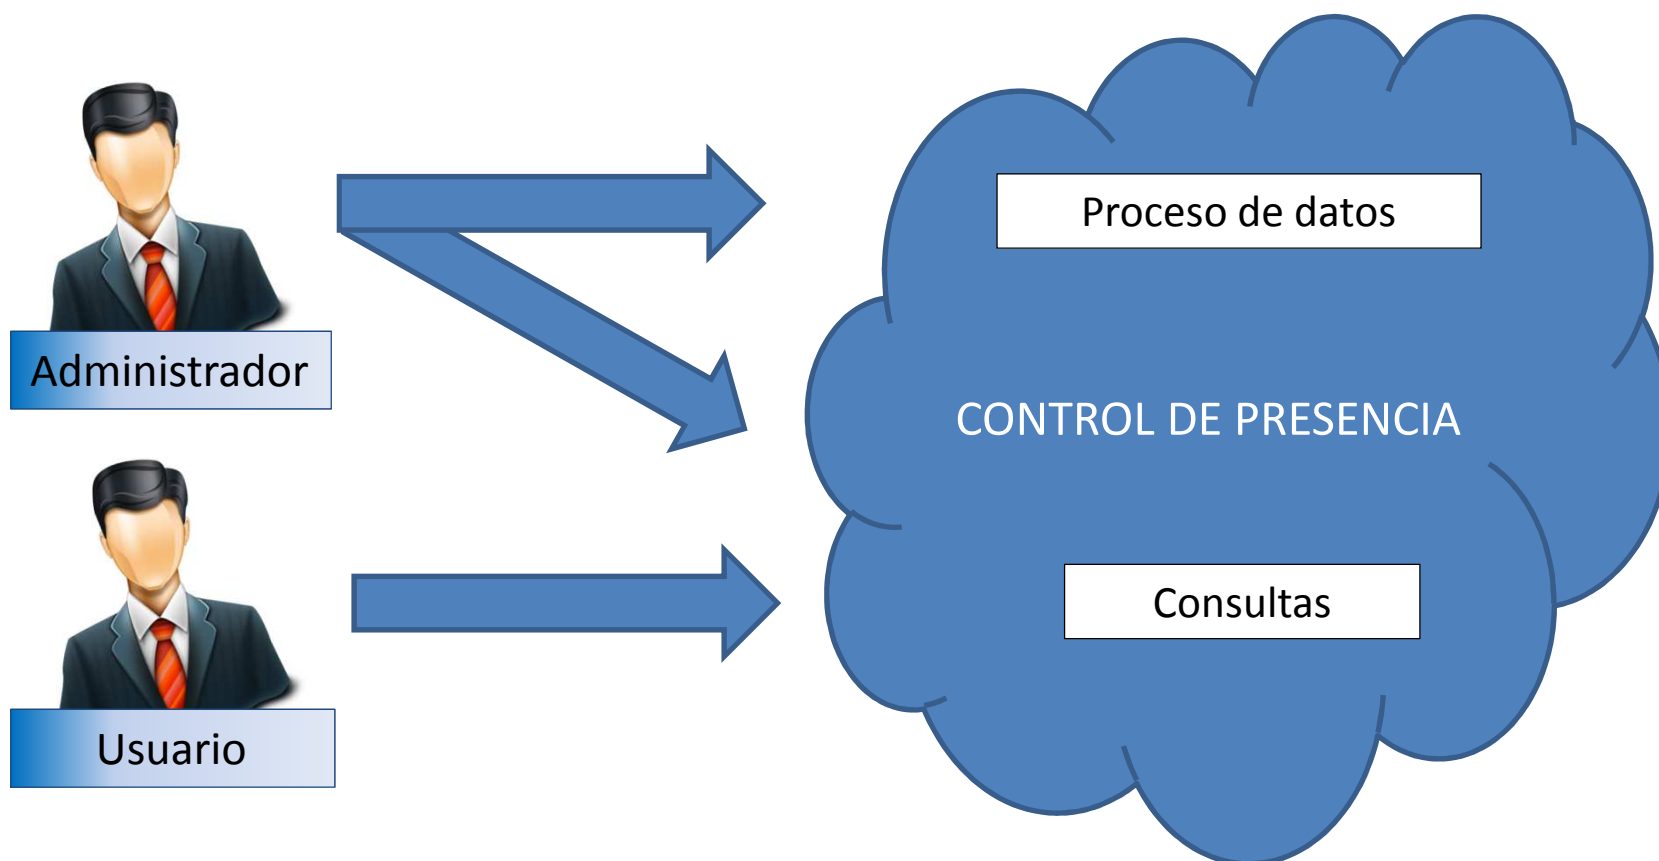 Proceso de datos
Administrador
CONTROL DE PRESENCIA
Consultas
Usuario